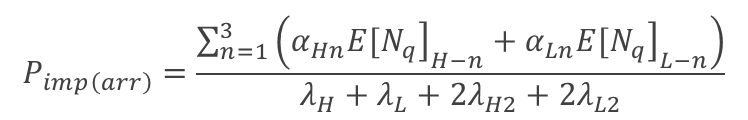 $$P_{imp(arr)} = \frac{\sum_{n=1}^{3} \left( \alpha_{Hn} E[N_q]_{H-n} + \alpha_{Ln} E[N_q]_{L-n} \right)}{\lambda_H + \lambda_L + 2\lambda_{H2} + 2\lambda_{L2}}$$